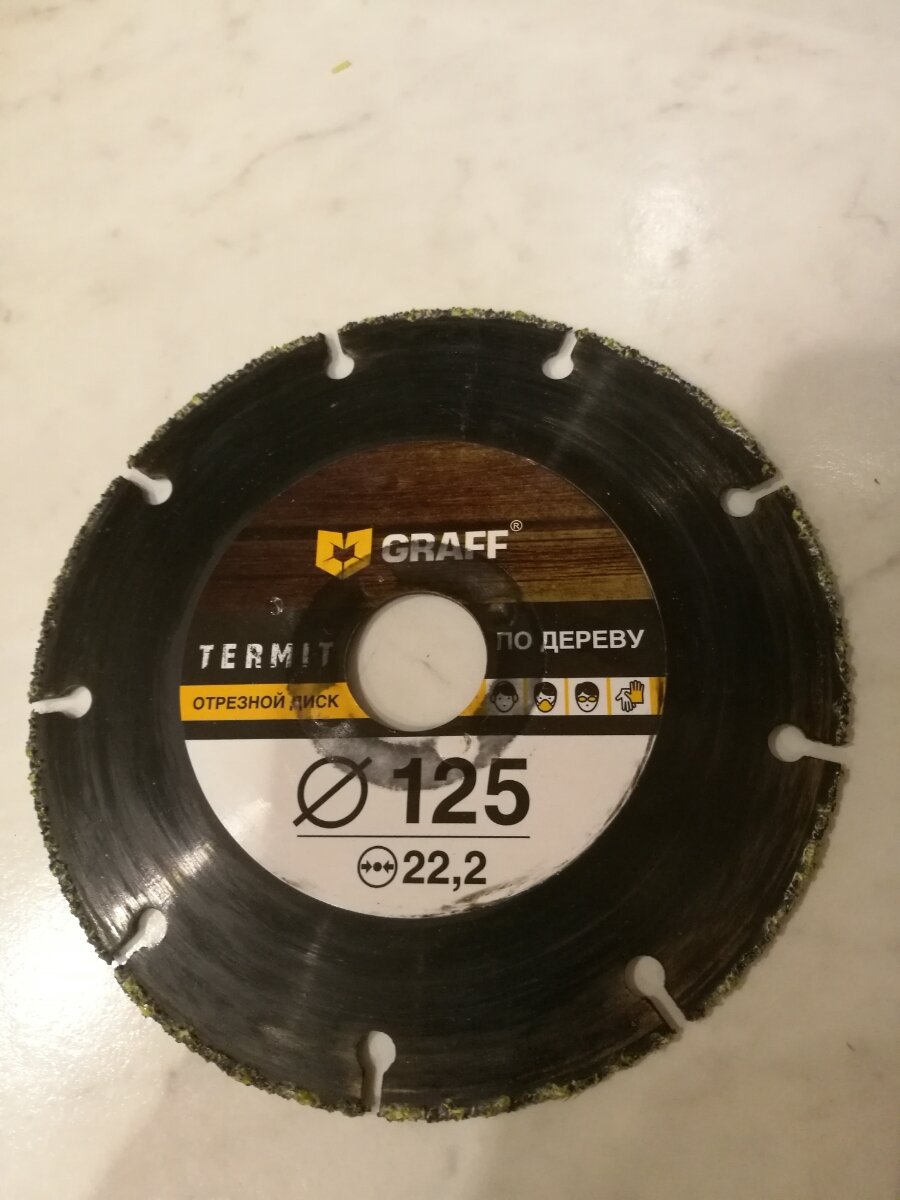 GRAFF®
TERMIT ПО ДЕРЕВУ
ОТРЕЗНОЙ ДИСК
Ø 125
22,2